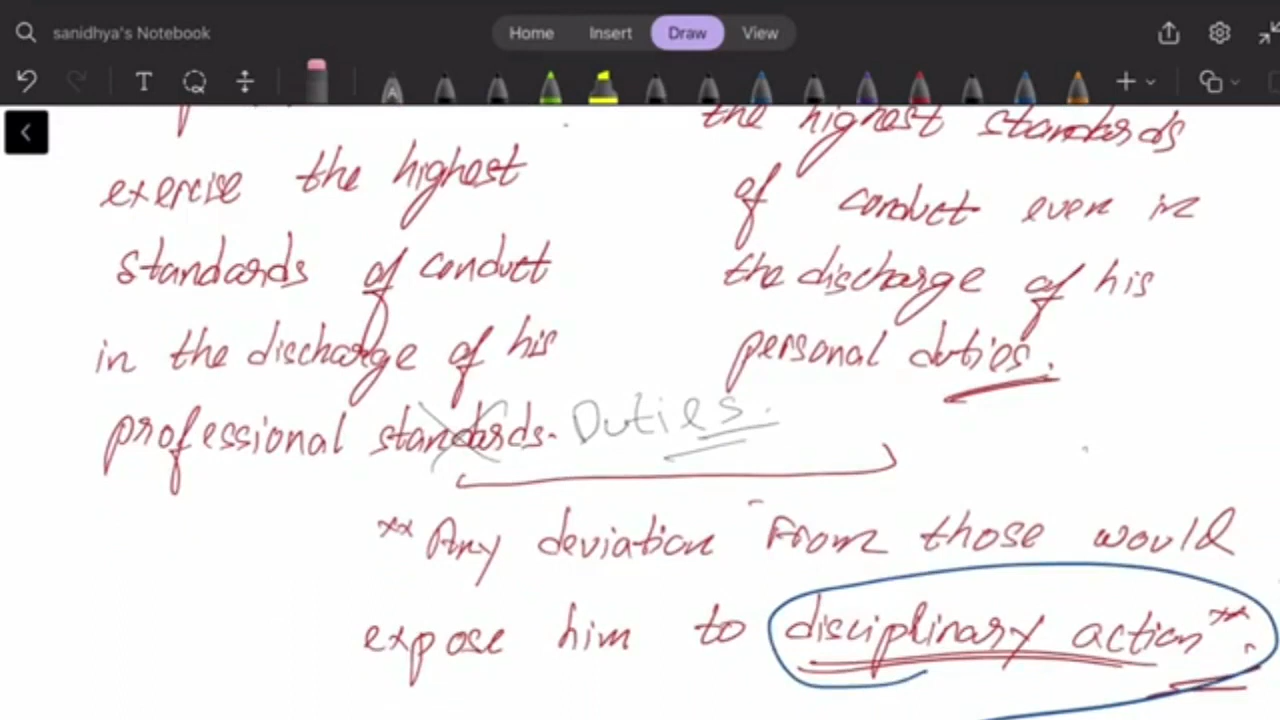 sanidhya's Notebook
Home Insert Draw View
T
A
exercise the highest
standards of conduct
in the discharge of his
professional standards. Duties.
the highest standards
of conduct even in
the discharge of his
personal duties.
** Any deviation from those would
expose him to disciplinary action**.